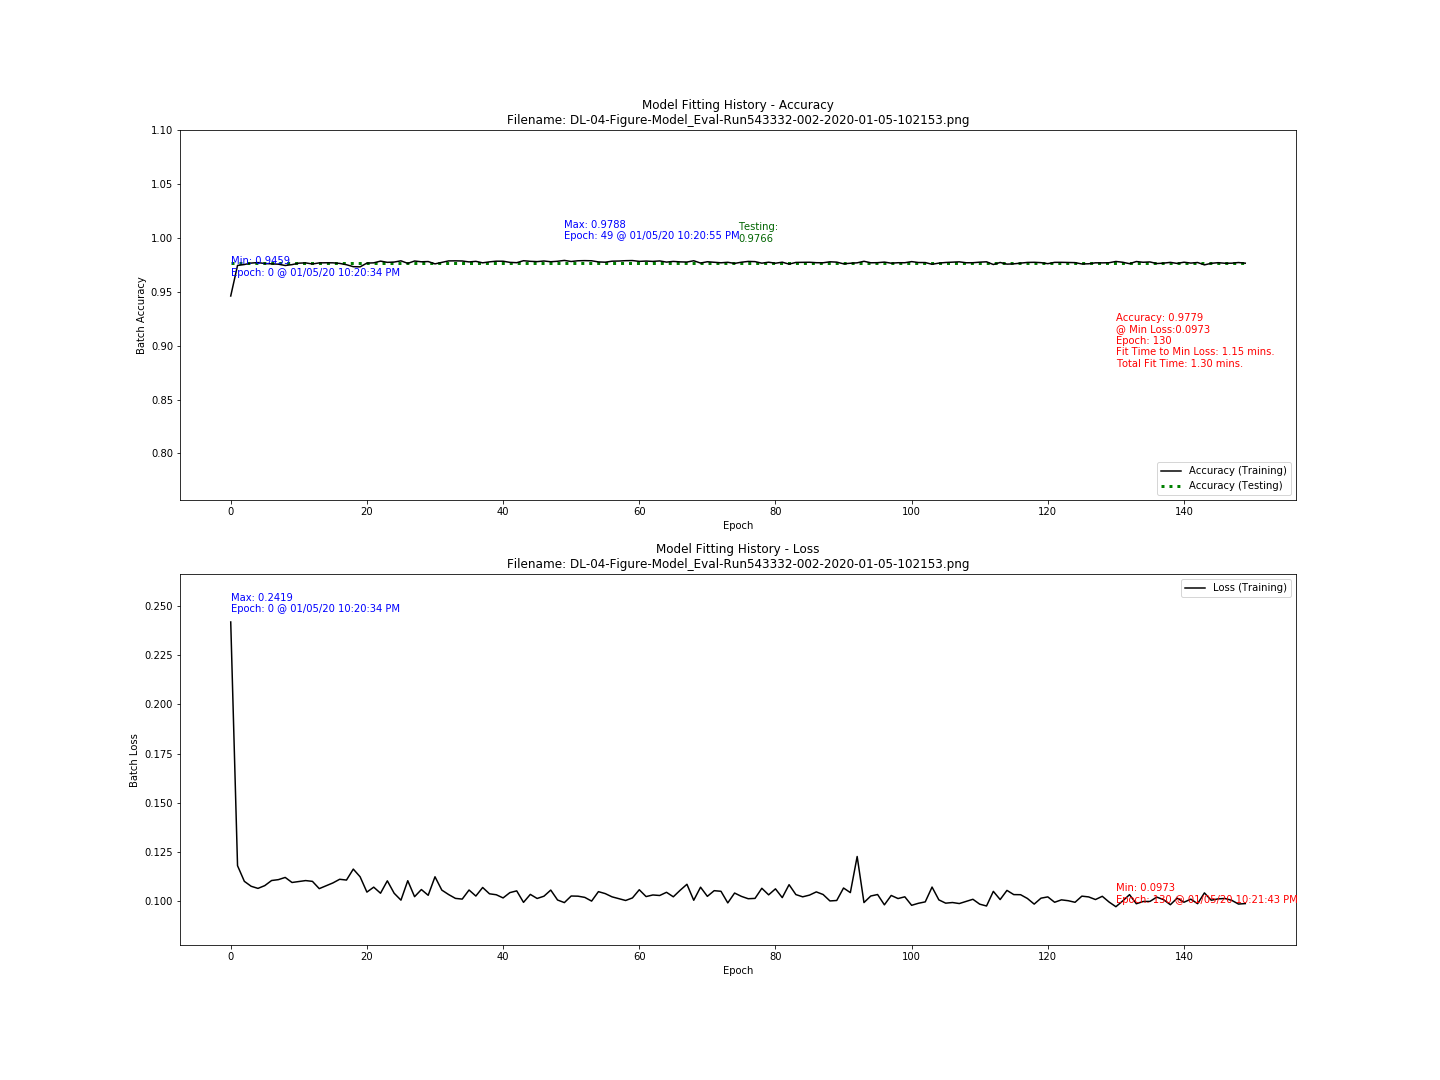 Model Fitting History - Accuracy
Filename: DL-04-Figure-Model_Eval-Run543332-002-2020-01-05-102153.png
1.10
1.05
1.00
0.95
0.90
0.85
0.80
Batch Accuracy
Max: 0.9788
Epoch: 49 @ 01/05/20 10:20:55 PM
Testing:
0.9766
Min: 0.9459
Epoch: 0 @ 01/05/20 10:20:34 PM
Accuracy: 0.9779
@ Min Loss:0.0973
Epoch: 130
Fit Time to Min Loss: 1.15 mins.
Total Fit Time: 1.30 mins.
Accuracy (Training)
Accuracy (Testing)
0 20 40 60 80 100 120 140
Epoch
Model Fitting History - Loss
Filename: DL-04-Figure-Model_Eval-Run543332-002-2020-01-05-102153.png
0.250
0.225
0.200
0.175
0.150
0.125
0.100
Batch Loss
Max: 0.2419
Epoch: 0 @ 01/05/20 10:20:34 PM
Loss (Training)
Min: 0.0973
Epoch: 130 @ 01/05/20 10:21:43 PM
0 20 40 60 80 100 120 140
Epoch